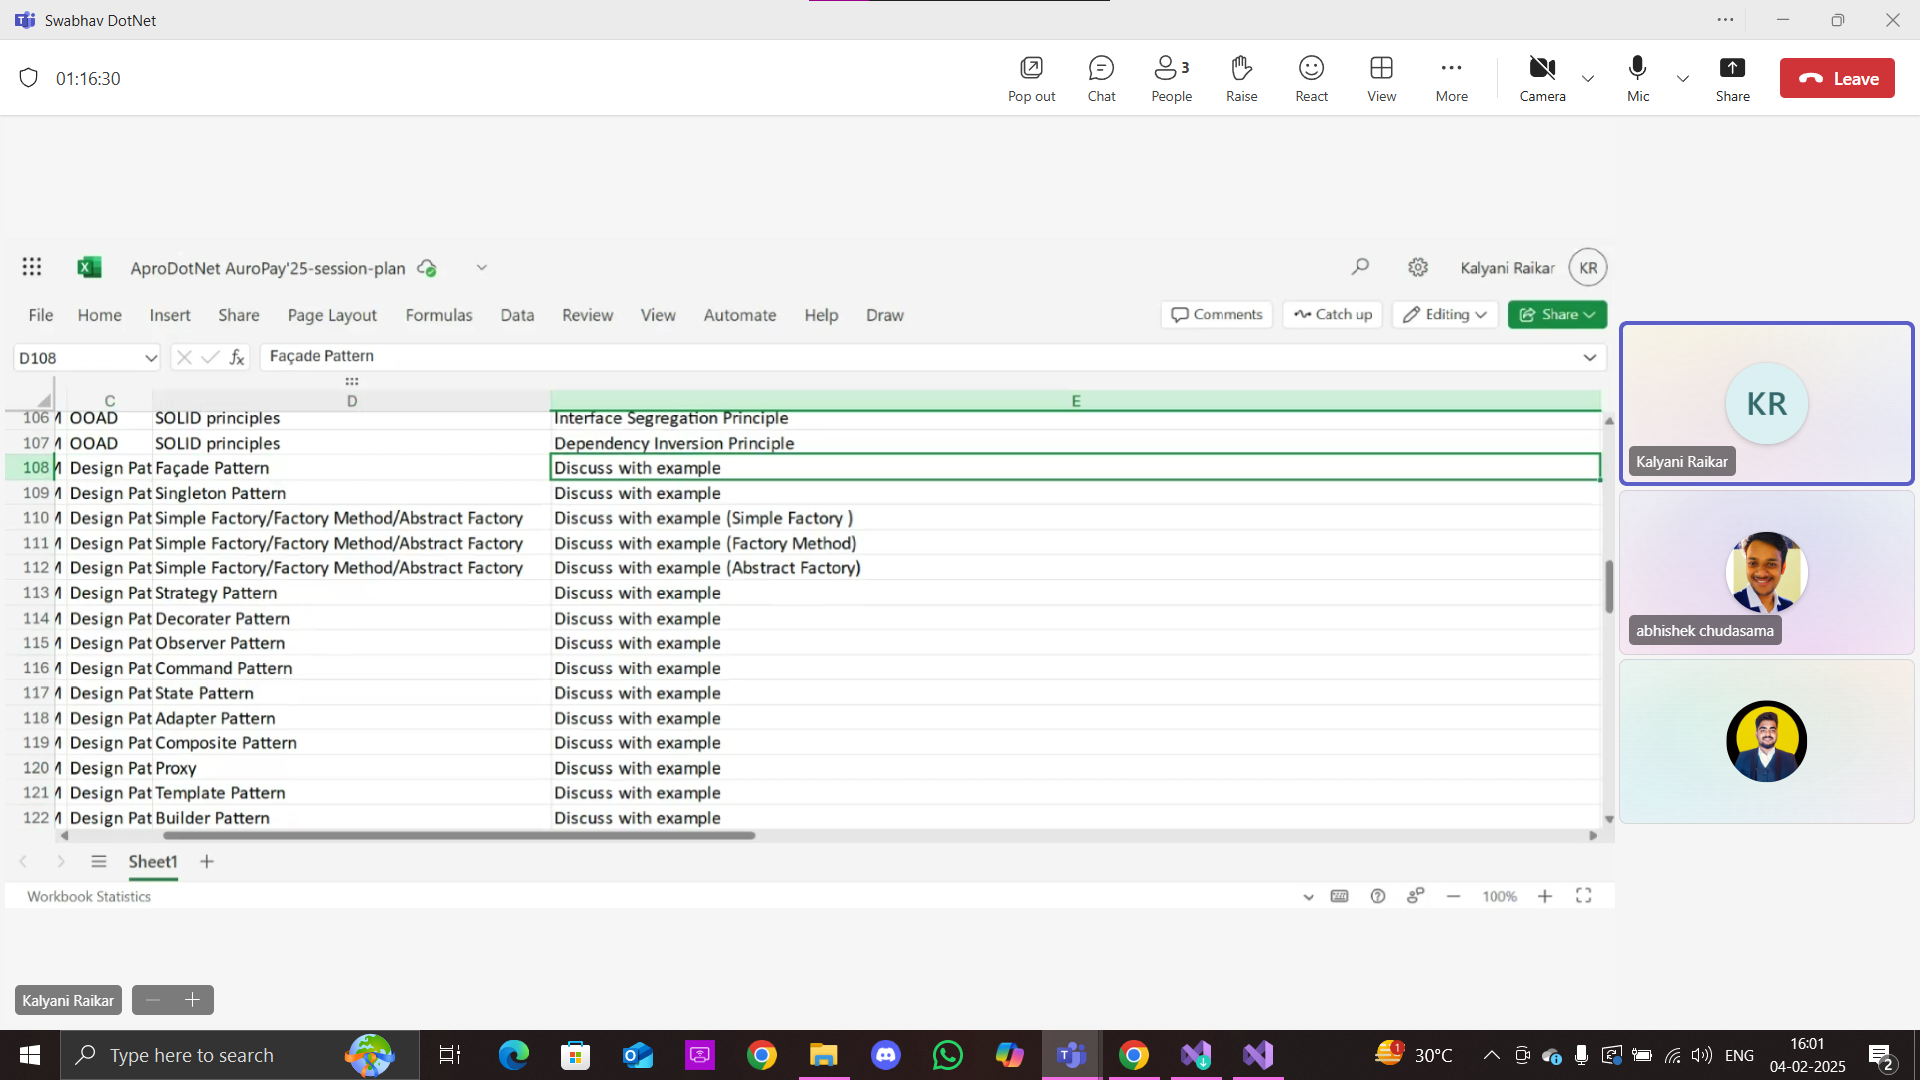 Swabhav DotNet
01:16:30
Pop out
Chat
3
People
Raise
React
View
More
Camera
Mic
Share
Leave
AproDotNet AuroPay'25-session-plan
Kalyani Raikar
KR
File Home Insert Share Page Layout Formulas Data Review View Automate Help Draw
Comments
Catch up
Editing
Share
D108
fx
Façade Pattern
C D E
106 OOAD SOLID principles Interface Segregation Principle
107 OOAD SOLID principles Dependency Inversion Principle
108 Design Pat Façade Pattern Discuss with example
109 Design Pat Singleton Pattern Discuss with example
110 Design Pat Simple Factory/Factory Method/Abstract Factory Discuss with example (Simple Factory )
111 Design Pat Simple Factory/Factory Method/Abstract Factory Discuss with example (Factory Method)
112 Design Pat Simple Factory/Factory Method/Abstract Factory Discuss with example (Abstract Factory)
113 Design Pat Strategy Pattern Discuss with example
114 Design Pat Decorater Pattern Discuss with example
115 Design Pat Observer Pattern Discuss with example
116 Design Pat Command Pattern Discuss with example
117 Design Pat State Pattern Discuss with example
118 Design Pat Adapter Pattern Discuss with example
119 Design Pat Composite Pattern Discuss with example
120 Design Pat Proxy Discuss with example
121 Design Pat Template Pattern Discuss with example
122 Design Pat Builder Pattern Discuss with example
Sheet1
Workbook Statistics
100%
KR
Kalyani Raikar
abhishek chudasama
Kalyani Raikar
Type here to search
1
30°C
ENG
16:01
04-02-2025
2